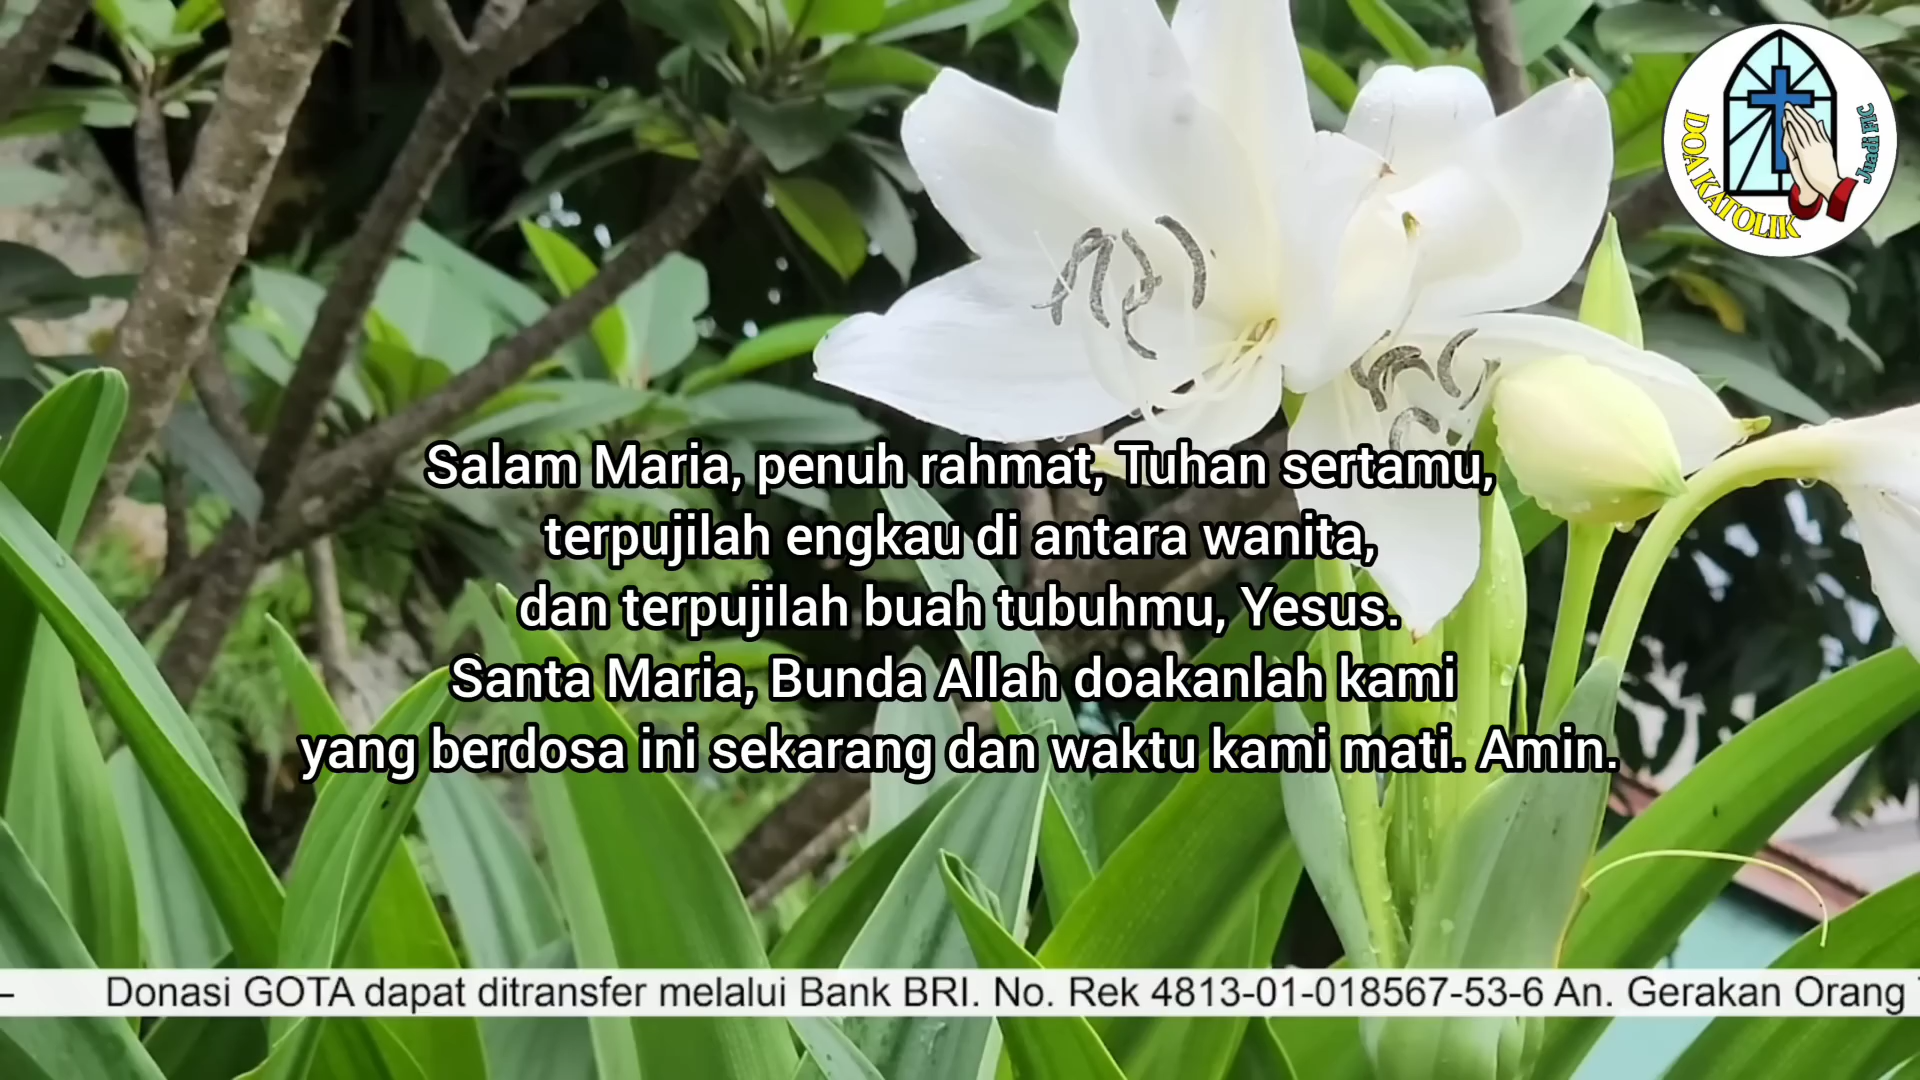 DOA KATOLIK
Juadi FIC
Salam Maria, penuh rahmat, Tuhan sertamu,
terpujilah engkau di antara wanita,
dan terpujilah buah tubuhmu, Yesus.
Santa Maria, Bunda Allah doakanlah kami
yang berdosa ini sekarang dan waktu kami mati. Amin.
– Donasi GOTA dapat ditransfer melalui Bank BRI. No. Rek 4813-01-018567-53-6 An. Gerakan Orang